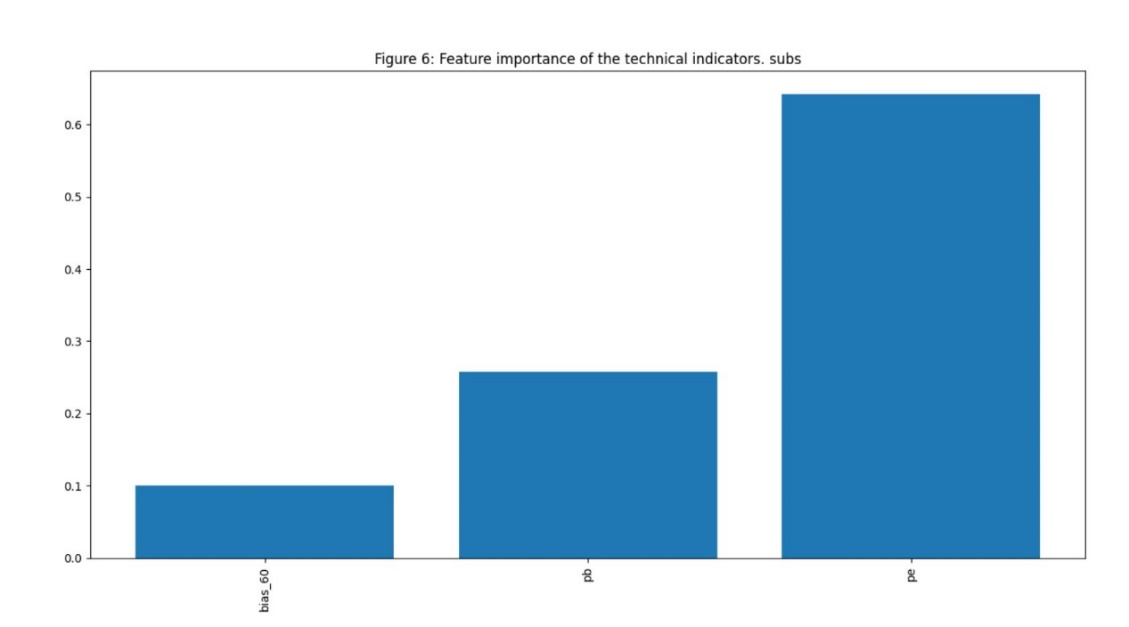 Figure 6: Feature importance of the technical indicators. subs
0.6
0.5
0.4
0.3
0.2
0.1
0.0
bias_60
pb
pe